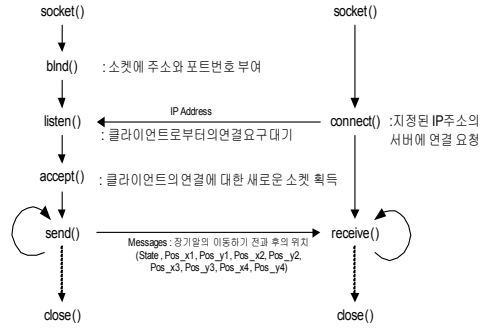 socket() socket()
bInd() : 소켓에 주소와 포트번호 부여
IP Address
listen() connect() :지정된 IP주소의
: 클라이언트로부터의연결요구대기 서버에 연결 요청
accept() : 클라이언트의연결에 대한 새로운 소켓 획득
send() receive()
Messages : 장기알의 이동하기 전과 후의 위치
(State , Pos_x1, Pos_y1, Pos_x2, Pos_y2,
Pos_x3, Pos_y3, Pos_x4, Pos_y4)
close() close()